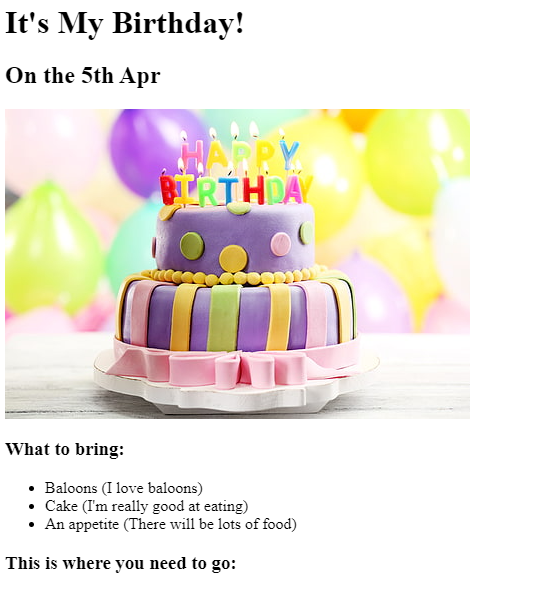 It's My Birthday!
On the 5th Apr
HAPPY
BIRTHDAY
What to bring:
Baloons (I love baloons)
Cake (I'm really good at eating)
An appetite (There will be lots of food)
This is where you need to go: